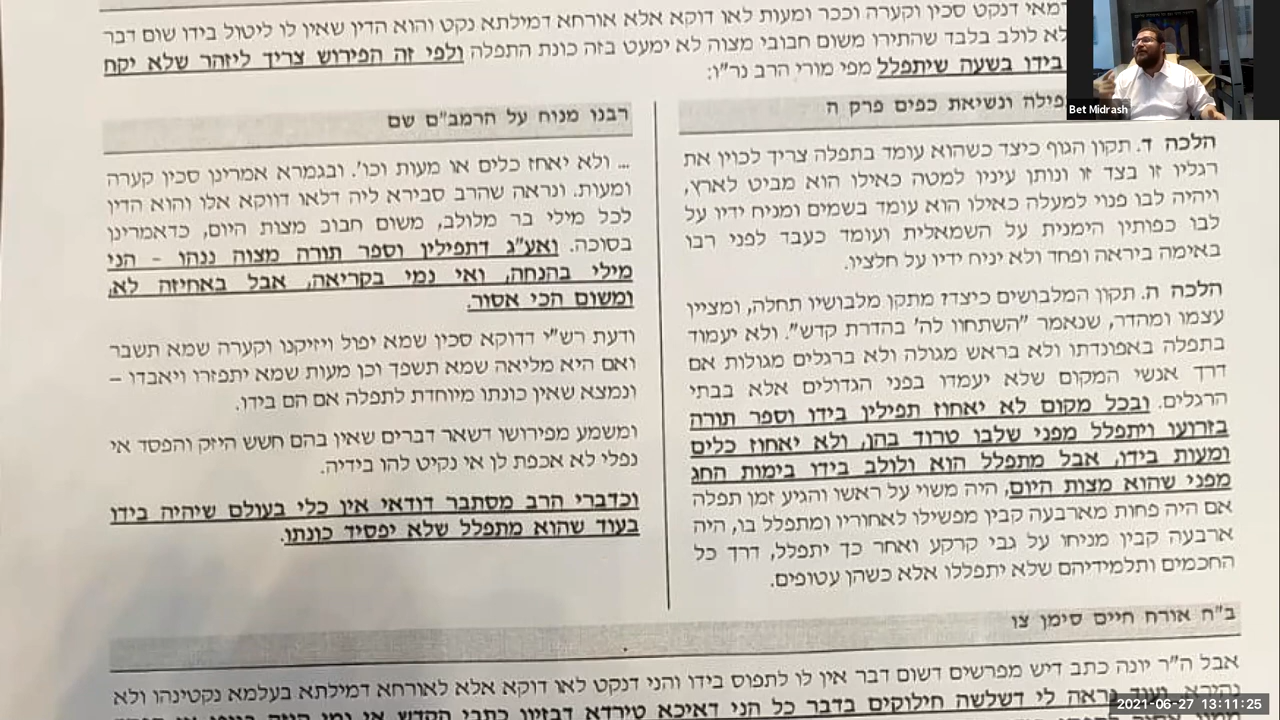 דמאי דנקט סכין וקערה וככר ומעות לאו דוקא אלא אורחא דמילתא נקט והוא הדין שאין לו ליטול בידו שום דבר
לא לולב בלבד שהתירו משום חבובי מצוה לא ימעט בזה כונת התפלה ולפי זה הפירוש צריך ליזהר שלא יקח
בידו בשעה שיתפלל מפי מורי הרב נר"ו:
פילה ונשיאת כפים פרק ה
הלכה ד. תקון הגוף כיצד כשהוא עומד בתפלה צריך לכוין את
רגליו זו בצד זו ונותן עיניו למטה כאילו הוא מביט לארץ,
ויהיה לבו פנוי למעלה כאילו הוא עומד בשמים ומניח ידיו על
לבו כפותין הימנית על השמאלית ועומד כעבד לפני רבו
באימה ביראה ופחד ולא יניח ידיו על חלציו.
הלכה ה. תקון המלבושים כיצד? מתקן מלבושיו תחלה, ומציין
עצמו ומהדר, שנאמר "השתחוו לה' בהדרת קדש". ולא יעמוד
בתפלה באפונדתו ולא בראש מגולה ולא ברגלים מגולות אם
דרך אנשי המקום שלא יעמדו בפני הגדולים אלא בבתי
הרגלים. ובכל מקום לא יאחוז תפילין בידו וספר תורה
בזרועו ויתפלל מפני שלבו טרוד בהן, ולא יאחוז כלים
ומעות בידו, אבל מתפלל הוא ולולב בידו בימות החג
מפני שהוא מצות היום, היה משוי על ראשו והגיע זמן תפלה
אם היה פחות מארבעה קבין מפשילו לאחוריו ומתפלל בו, היה
ארבעה קבין מניחו על גבי קרקע ואחר כך יתפלל, דרך כל
החכמים ותלמידיהם שלא יתפללו אלא כשהן עטופים.
רבנו מנוח על הרמב"ם שם
... ולא יאחז כלים או מעות וכו'. ובגמרא אמרינן סכין קערה
ומעות. ונראה שהרב סבירא ליה דלאו דווקא אלו והוא הדין
לכל מילי בר מלולב, משום חבוב מצות היום, כדאמרינן
בסוכה. ואע"ג דתפילין וספר תורה מצוה ננהו - הני
מילי בהנחה, ואי נמי בקריאה, אבל באחיזה לא,
ומשום הכי אסור.
ודעת רש"י דדוקא סכין שמא יפול ויזיקנו וקערה שמא תשבר
ואם היא מליאה שמא תשפך וכן מעות שמא יתפזרו ויאבדו –
ונמצא שאין כונתו מיוחדת לתפלה אם הם בידו.
ומשמע מפירושו דשאר דברים שאין בהם חשש היזק והפסד אי
נפלי לא אכפת לן אי נקיט להו בידיה.
וכדברי הרב מסתבר דודאי אין כלי בעולם שיהיה בידו
בעוד שהוא מתפלל שלא יפסיד כונתו.
ב"ח אורח חיים סימן צו
אבל ה"ר יונה כתב דיש מפרשים דשום דבר אין לו לתפוס בידו והני דנקט לאו דוקא אלא לאורחא דמילתא בעלמא נקטינהו ולא
נהירא. ועוד נראה לי דשלשה חילוקים בדבר כל הני דאיכא טירדא דבזיון כתבי הקדש
Bet Midrash
2021-06-27 13:11:25